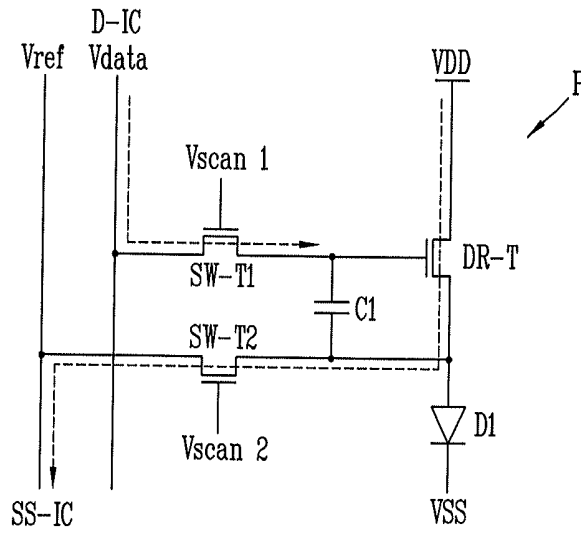 D-IC
Vref
Vdata
VDD
P
Vscan 1
SW-T1
DR-T
C1
SW-T2
D1
Vscan 2
SS-IC
VSS